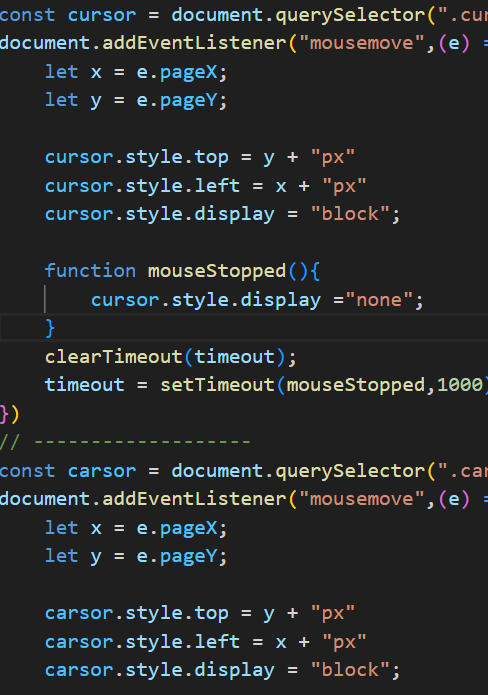 const cursor = document.querySelector(".cur
document.addEventListener("mousemove",(e) =
let x = e.pageX;
let y = e.pageY;
cursor.style.top = y + "px"
cursor.style.left = x + "px"
cursor.style.display = "block";
function mouseStopped(){
cursor.style.display ="none";
}
clearTimeout(timeout);
timeout = setTimeout(mouseStopped,1000)
})
// -------------------
const carsor = document.querySelector(".car
document.addEventListener("mousemove",(e) =
let x = e.pageX;
let y = e.pageY;
carsor.style.top = y + "px"
carsor.style.left = x + "px"
carsor.style.display = "block";